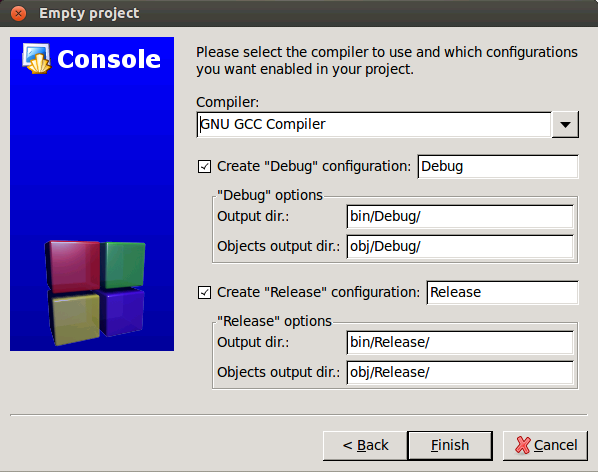 Empty project
Console
Please select the compiler to use and which configurations
you want enabled in your project.
Compiler:
GNU GCC Compiler
Create "Debug" configuration: Debug
"Debug" options
Output dir.: bin/Debug/
Objects output dir.: obj/Debug/
Create "Release" configuration: Release
"Release" options
Output dir.: bin/Release/
Objects output dir.: obj/Release/
< Back Finish Cancel